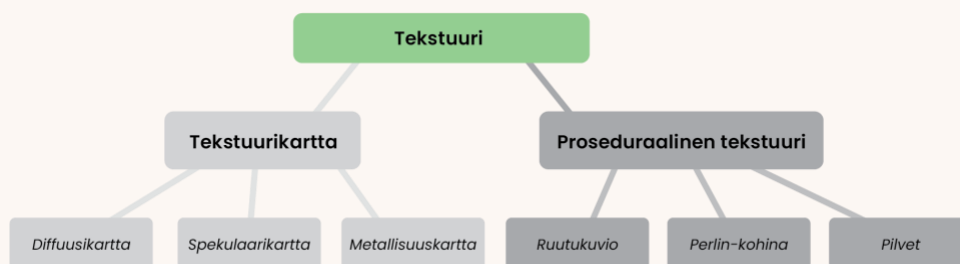 Tekstuuri
Tekstuurikartta
Proseduraalinen tekstuuri
Diffuusikartta
Spekulaarikartta
Metallisuuskartta
Ruutukuvio
Perlin-kohina
Pilvet